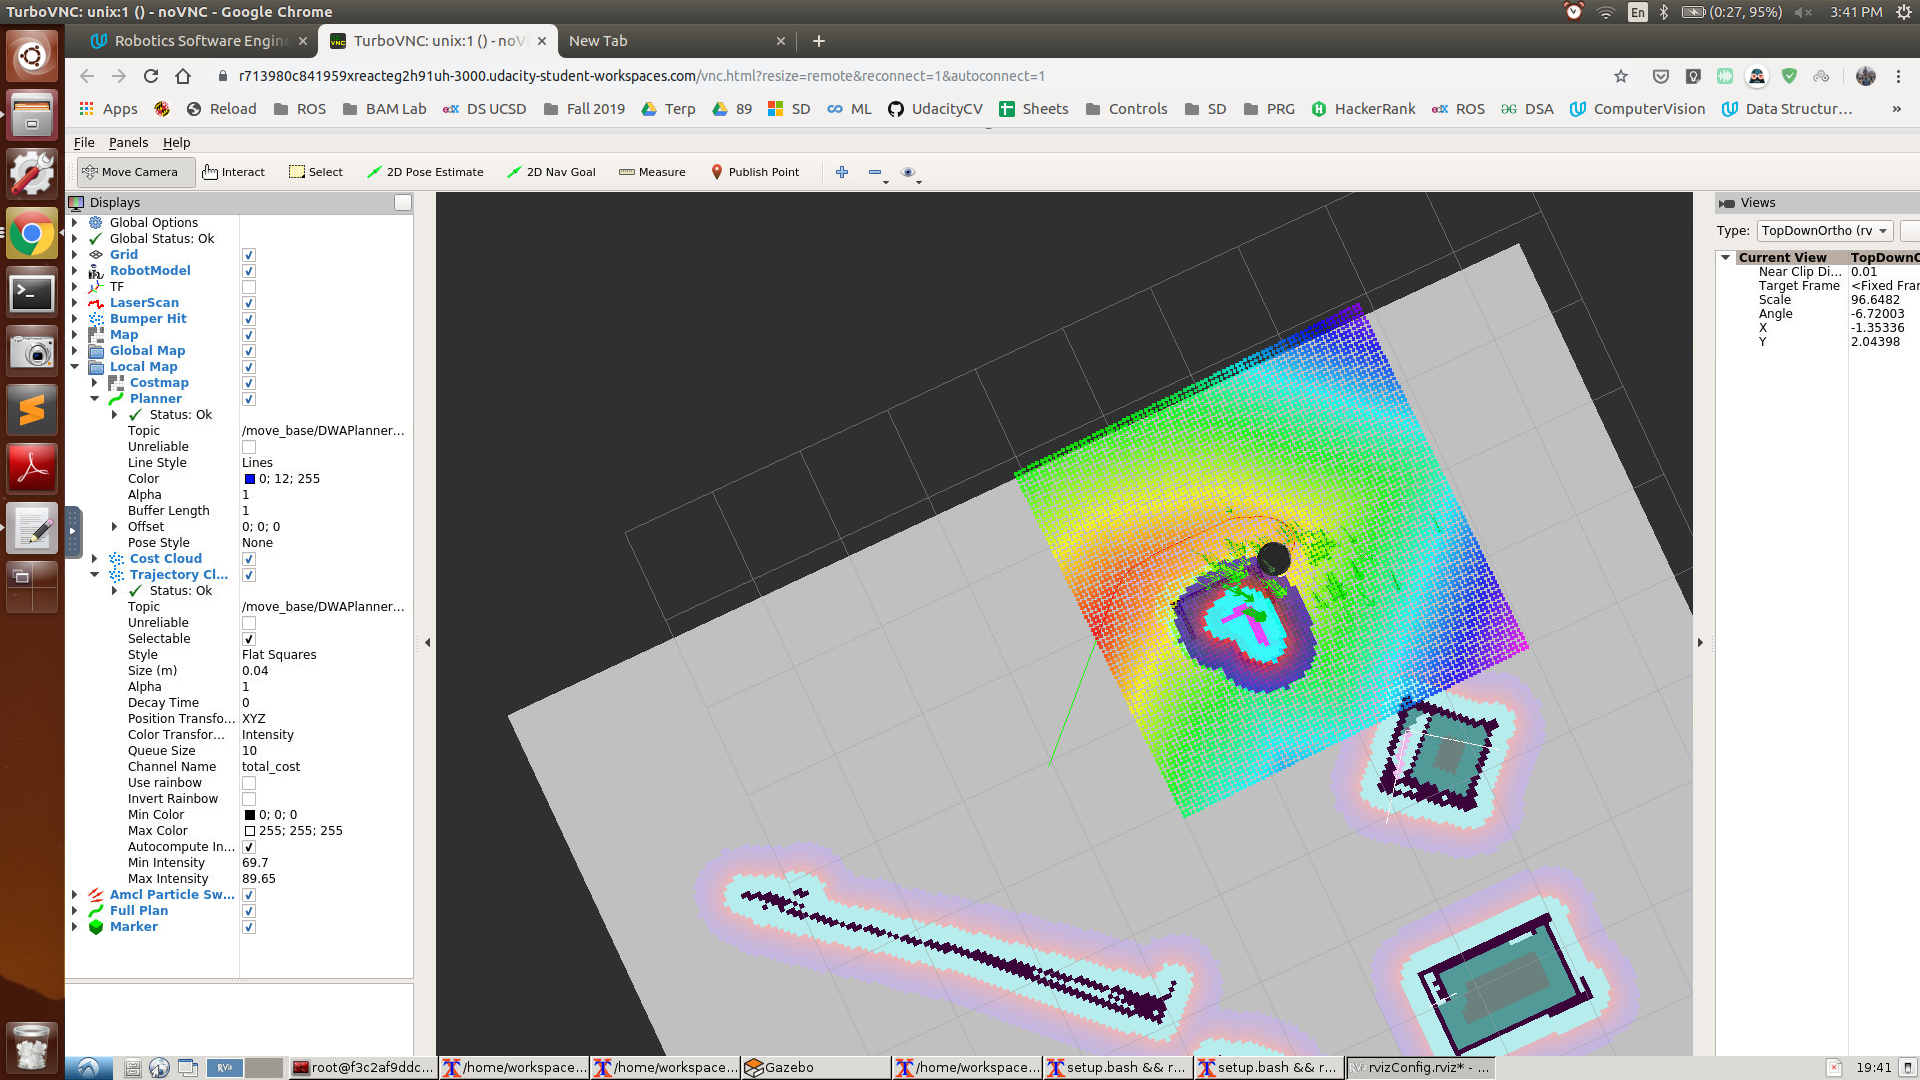 TurboVNC: unix:1 () - noVNC - Google Chrome
En
(0:27, 95%)
3:41 PM
Robotics Software Engin
TurboVNC: unix:1 () - noV
New Tab
r713980c841959xreacteg2h91uh-3000.udacity-student-workspaces.com/vnc.html?resize=remote&reconnect=1&autoconnect=1
Apps
Reload
ROS
BAM Lab
edX DS UCSD
Fall 2019
Terp
89
SD
ML
UdacityCV
Sheets
Controls
SD
PRG
HackerRank
edX ROS
DSA
ComputerVision
Data Structur...
»
File Panels Help
Move Camera
Interact
Select
2D Pose Estimate
2D Nav Goal
Measure
Publish Point
Displays
Global Options
Global Status: Ok
Grid
RobotModel
TF
LaserScan
Bumper Hit
Map
Global Map
Local Map
Costmap
Planner
Status: Ok
Topic /move_base/DWAPlanner...
Unreliable
Line Style Lines
Color 0; 12; 255
Alpha 1
Buffer Length 1
Offset 0; 0; 0
Pose Style None
Cost Cloud
Trajectory Cl...
Status: Ok
Topic /move_base/DWAPlanner...
Unreliable
Selectable
Style Flat Squares
Size (m) 0.04
Alpha 1
Decay Time 0
Position Transfo... XYZ
Color Transfor... Intensity
Queue Size 10
Channel Name total_cost
Use rainbow
Invert Rainbow
Min Color 0; 0; 0
Max Color 255; 255; 255
Autocompute In...
Min Intensity 69.7
Max Intensity 89.65
Amcl Particle Sw...
Full Plan
Marker
Views
Type: TopDownOrtho (rv
Current View TopDownO
Near Clip Di... 0.01
Target Frame <Fixed Fra
Scale 96.6482
Angle -6.72003
X -1.35336
Y 2.04398
root@f3c2af9ddc...
/home/workspace...
/home/workspace...
Gazebo
/home/workspace...
setup.bash && r...
setup.bash && r...
rvizConfig.rviz* - ...
19:41